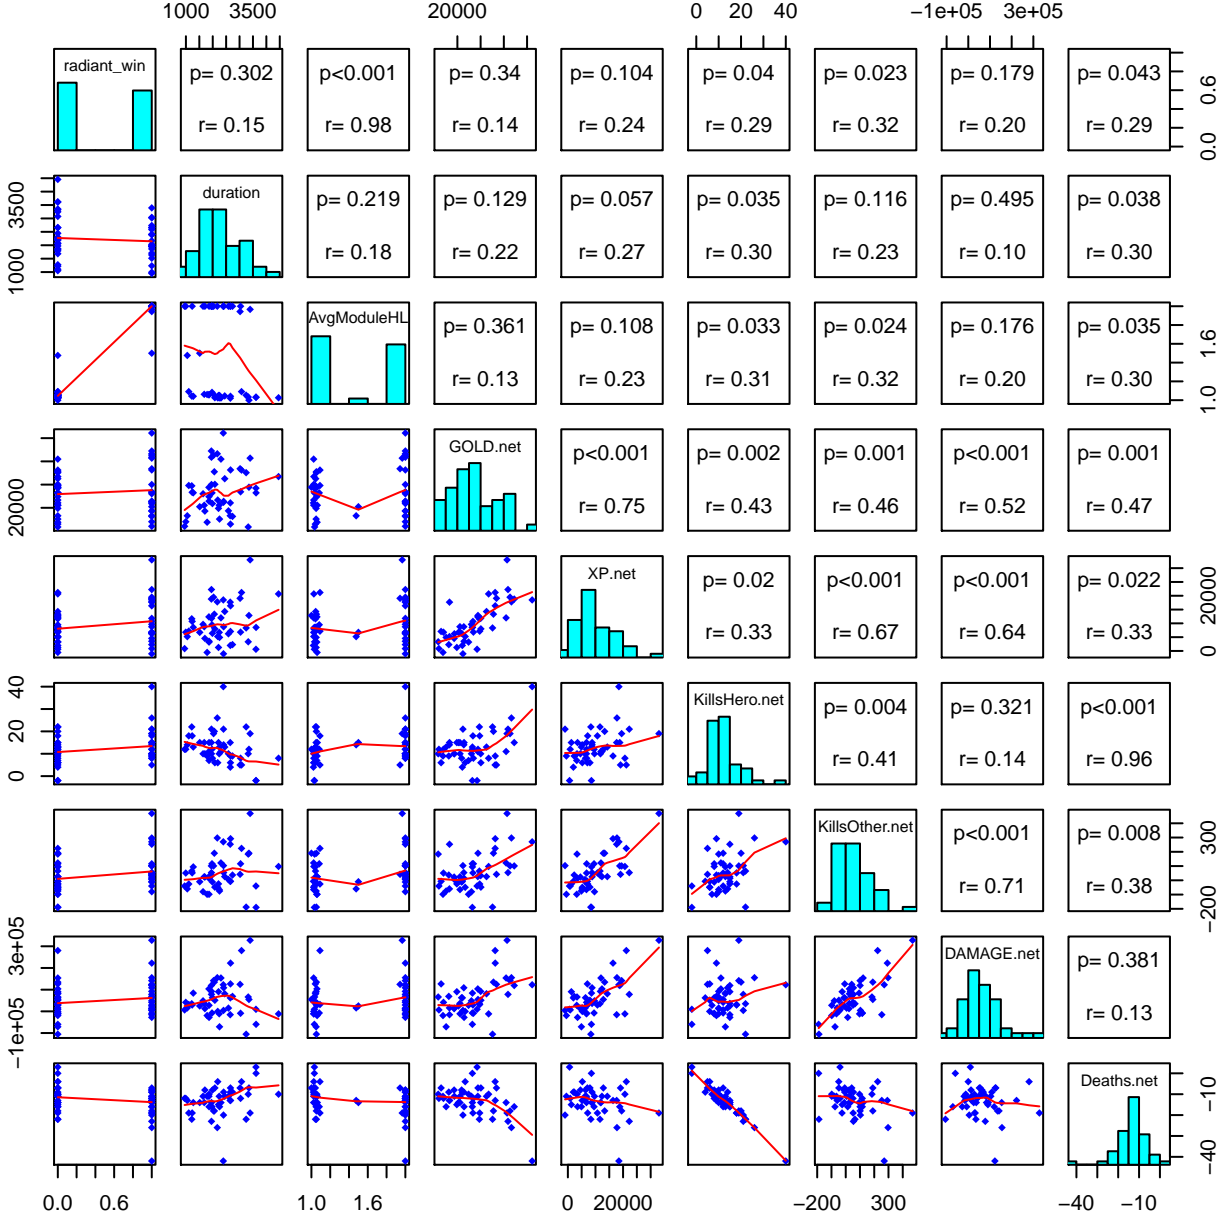 1000 3500 20000 0 20 40 −1e+05 3e+05
radiant_win
p= 0.302 p<0.001 p= 0.34 p= 0.104 p= 0.04 p= 0.023 p= 0.179 p= 0.043
r= 0.15 r= 0.98 r= 0.14 r= 0.24 r= 0.29 r= 0.32 r= 0.20 r= 0.29
0.0 0.6
duration
p= 0.219 p= 0.129 p= 0.057 p= 0.035 p= 0.116 p= 0.495 p= 0.038
r= 0.18 r= 0.22 r= 0.27 r= 0.30 r= 0.23 r= 0.10 r= 0.30
1000 3500
AvgModuleHL
p= 0.361 p= 0.108 p= 0.033 p= 0.024 p= 0.176 p= 0.035
r= 0.13 r= 0.23 r= 0.31 r= 0.32 r= 0.20 r= 0.30
1.0 1.6
GOLD.net
p<0.001 p= 0.002 p= 0.001 p<0.001 p= 0.001
r= 0.75 r= 0.43 r= 0.46 r= 0.52 r= 0.47
20000
XP.net
p= 0.02 p<0.001 p<0.001 p= 0.022
r= 0.33 r= 0.67 r= 0.64 r= 0.33
0 20000
KillsHero.net
p= 0.004 p= 0.321 p<0.001
r= 0.41 r= 0.14 r= 0.96
0 20 40
KillsOther.net
p<0.001 p= 0.008
r= 0.71 r= 0.38
−200 300
DAMAGE.net
p= 0.381
r= 0.13
−1e+05 3e+05
Deaths.net
−40 −10
0.0 0.6 1.0 1.6 0 20000 −200 300 −40 −10